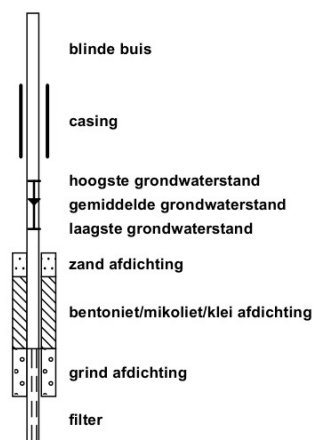 blinde buis
casing
hoogste grondwaterstand
gemiddelde grondwaterstand
laagste grondwaterstand
zand afdichting
bentoniet/mikoliet/klei afdichting
grind afdichting
filter